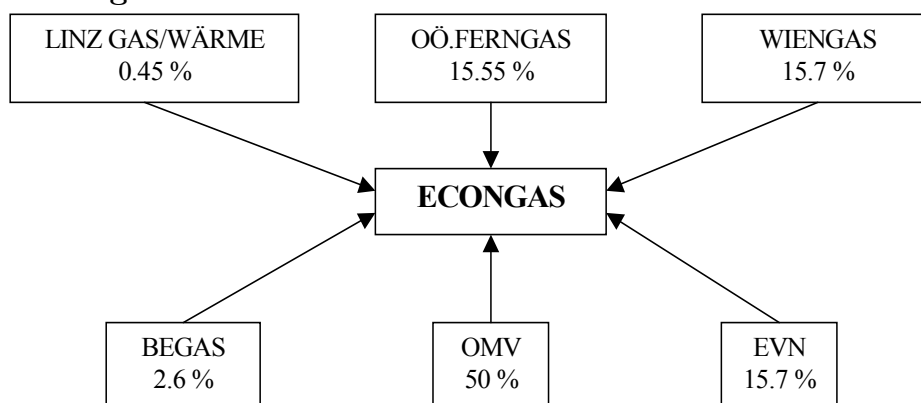 LINZ GAS/WÄRME
0.45 %
OÖ.FERNGAS
15.55 %
WIENGAS
15.7 %
ECONGAS
BEGAS
2.6 %
OMV
50 %
EVN
15.7 %